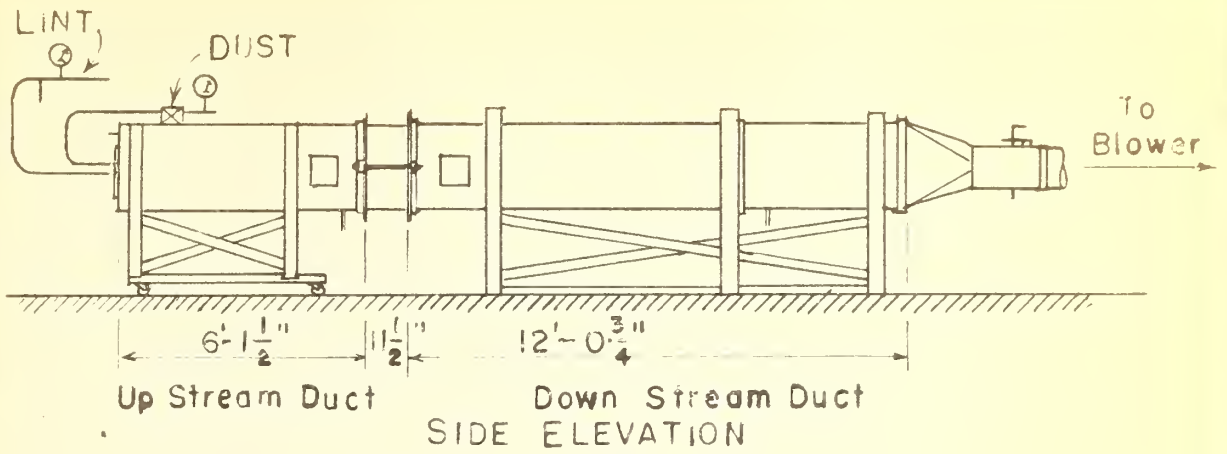 LINT
DUST
To
Blower
6'-1 1/2" 11 1/2" 12'-0 3/4"
Up Stream Duct Down Stream Duct
SIDE ELEVATION